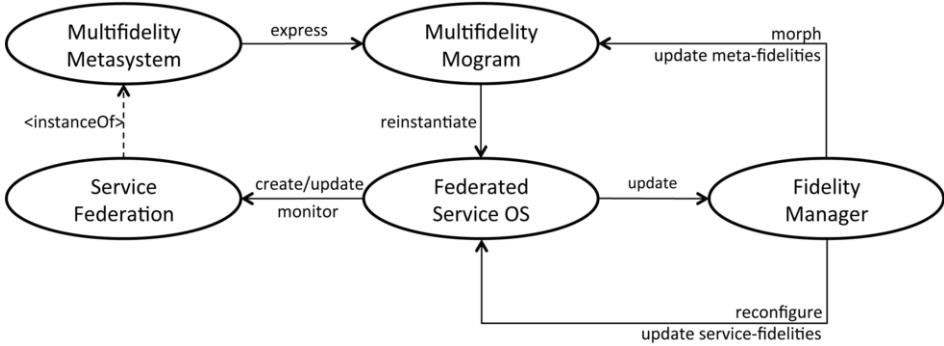 Multifidelity
Metasystem
express
Multifidelity
Mogram
morph
update meta-fidelities
<instanceOf>
reinstantiate
Service
Federation
create/update
monitor
Federated
Service OS
update
Fidelity
Manager
reconfigure
update service-fidelities